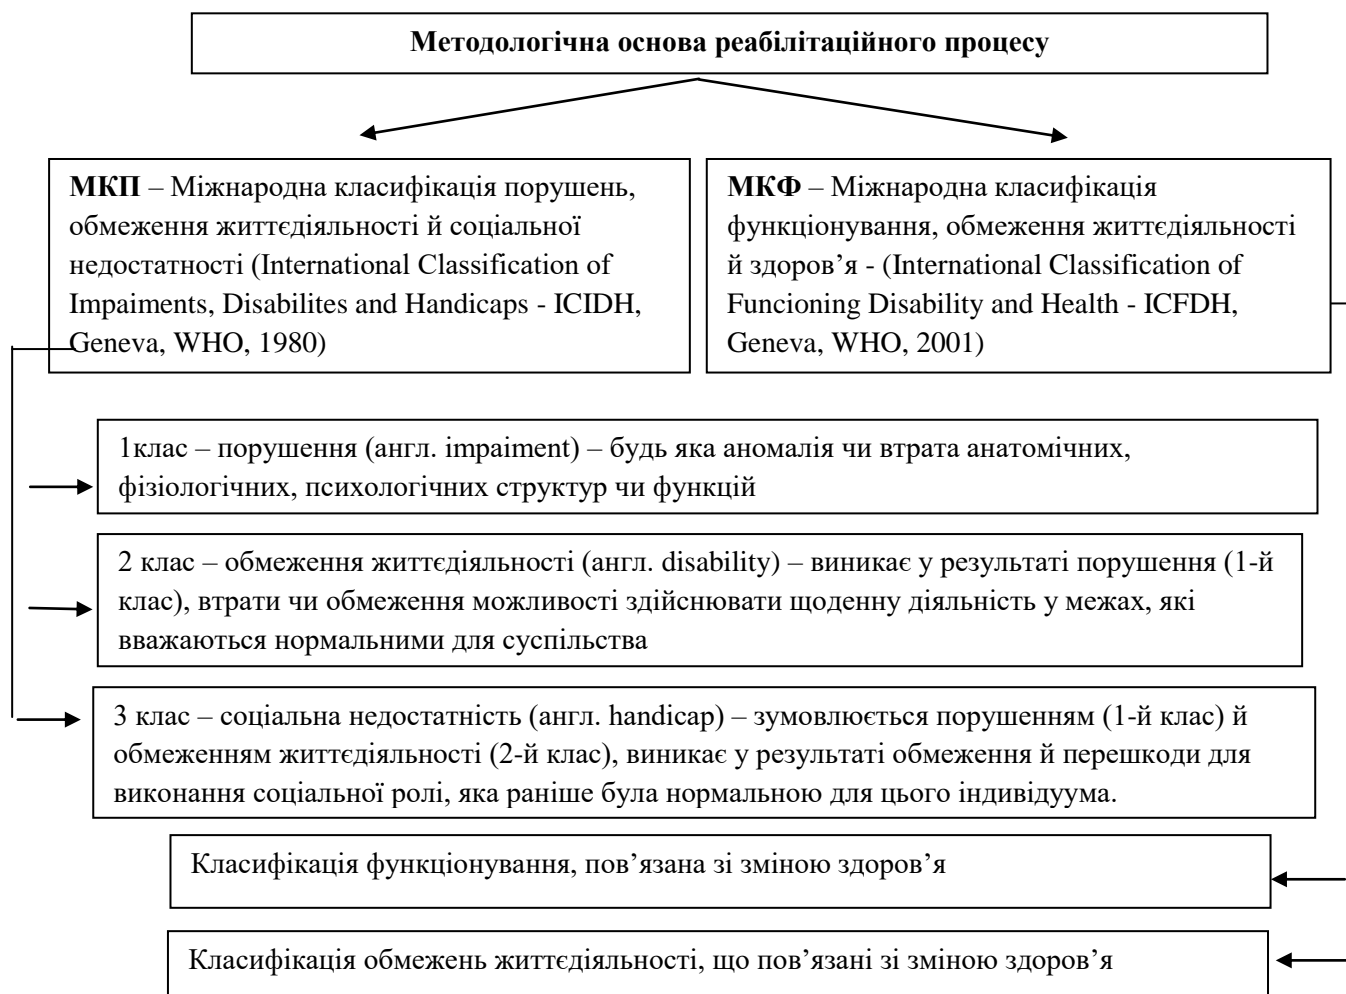 Методологічна основа реабілітаційного процесу
МКП – Міжнародна класифікація порушень,
обмеження життєдіяльності й соціальної
недостатності (International Classification of
Impaiments, Disabilites and Handicaps - ICIDH,
Geneva, WHO, 1980)
МКФ – Міжнародна класифікація
функціонування, обмеження життєдіяльності
й здоров’я - (International Classification of
Funcioning Disability and Health - ICFDH,
Geneva, WHO, 2001)
1клас – порушення (англ. impaiment) – будь яка аномалія чи втрата анатомічних,
фізіологічних, психологічних структур чи функцій
2 клас – обмеження життєдіяльності (англ. disability) – виникає у результаті порушення (1-й
клас), втрати чи обмеження можливості здійснювати щоденну діяльність у межах, які
вважаються нормальними для суспільства
3 клас – соціальна недостатність (англ. handicap) – зумовлюється порушенням (1-й клас) й
обмеженням життєдіяльності (2-й клас), виникає у результаті обмеження й перешкоди для
виконання соціальної ролі, яка раніше була нормальною для цього індивідуума.
Класифікація функціонування, пов’язана зі зміною здоров’я
Класифікація обмежень життєдіяльності, що пов’язані зі зміною здоров’я